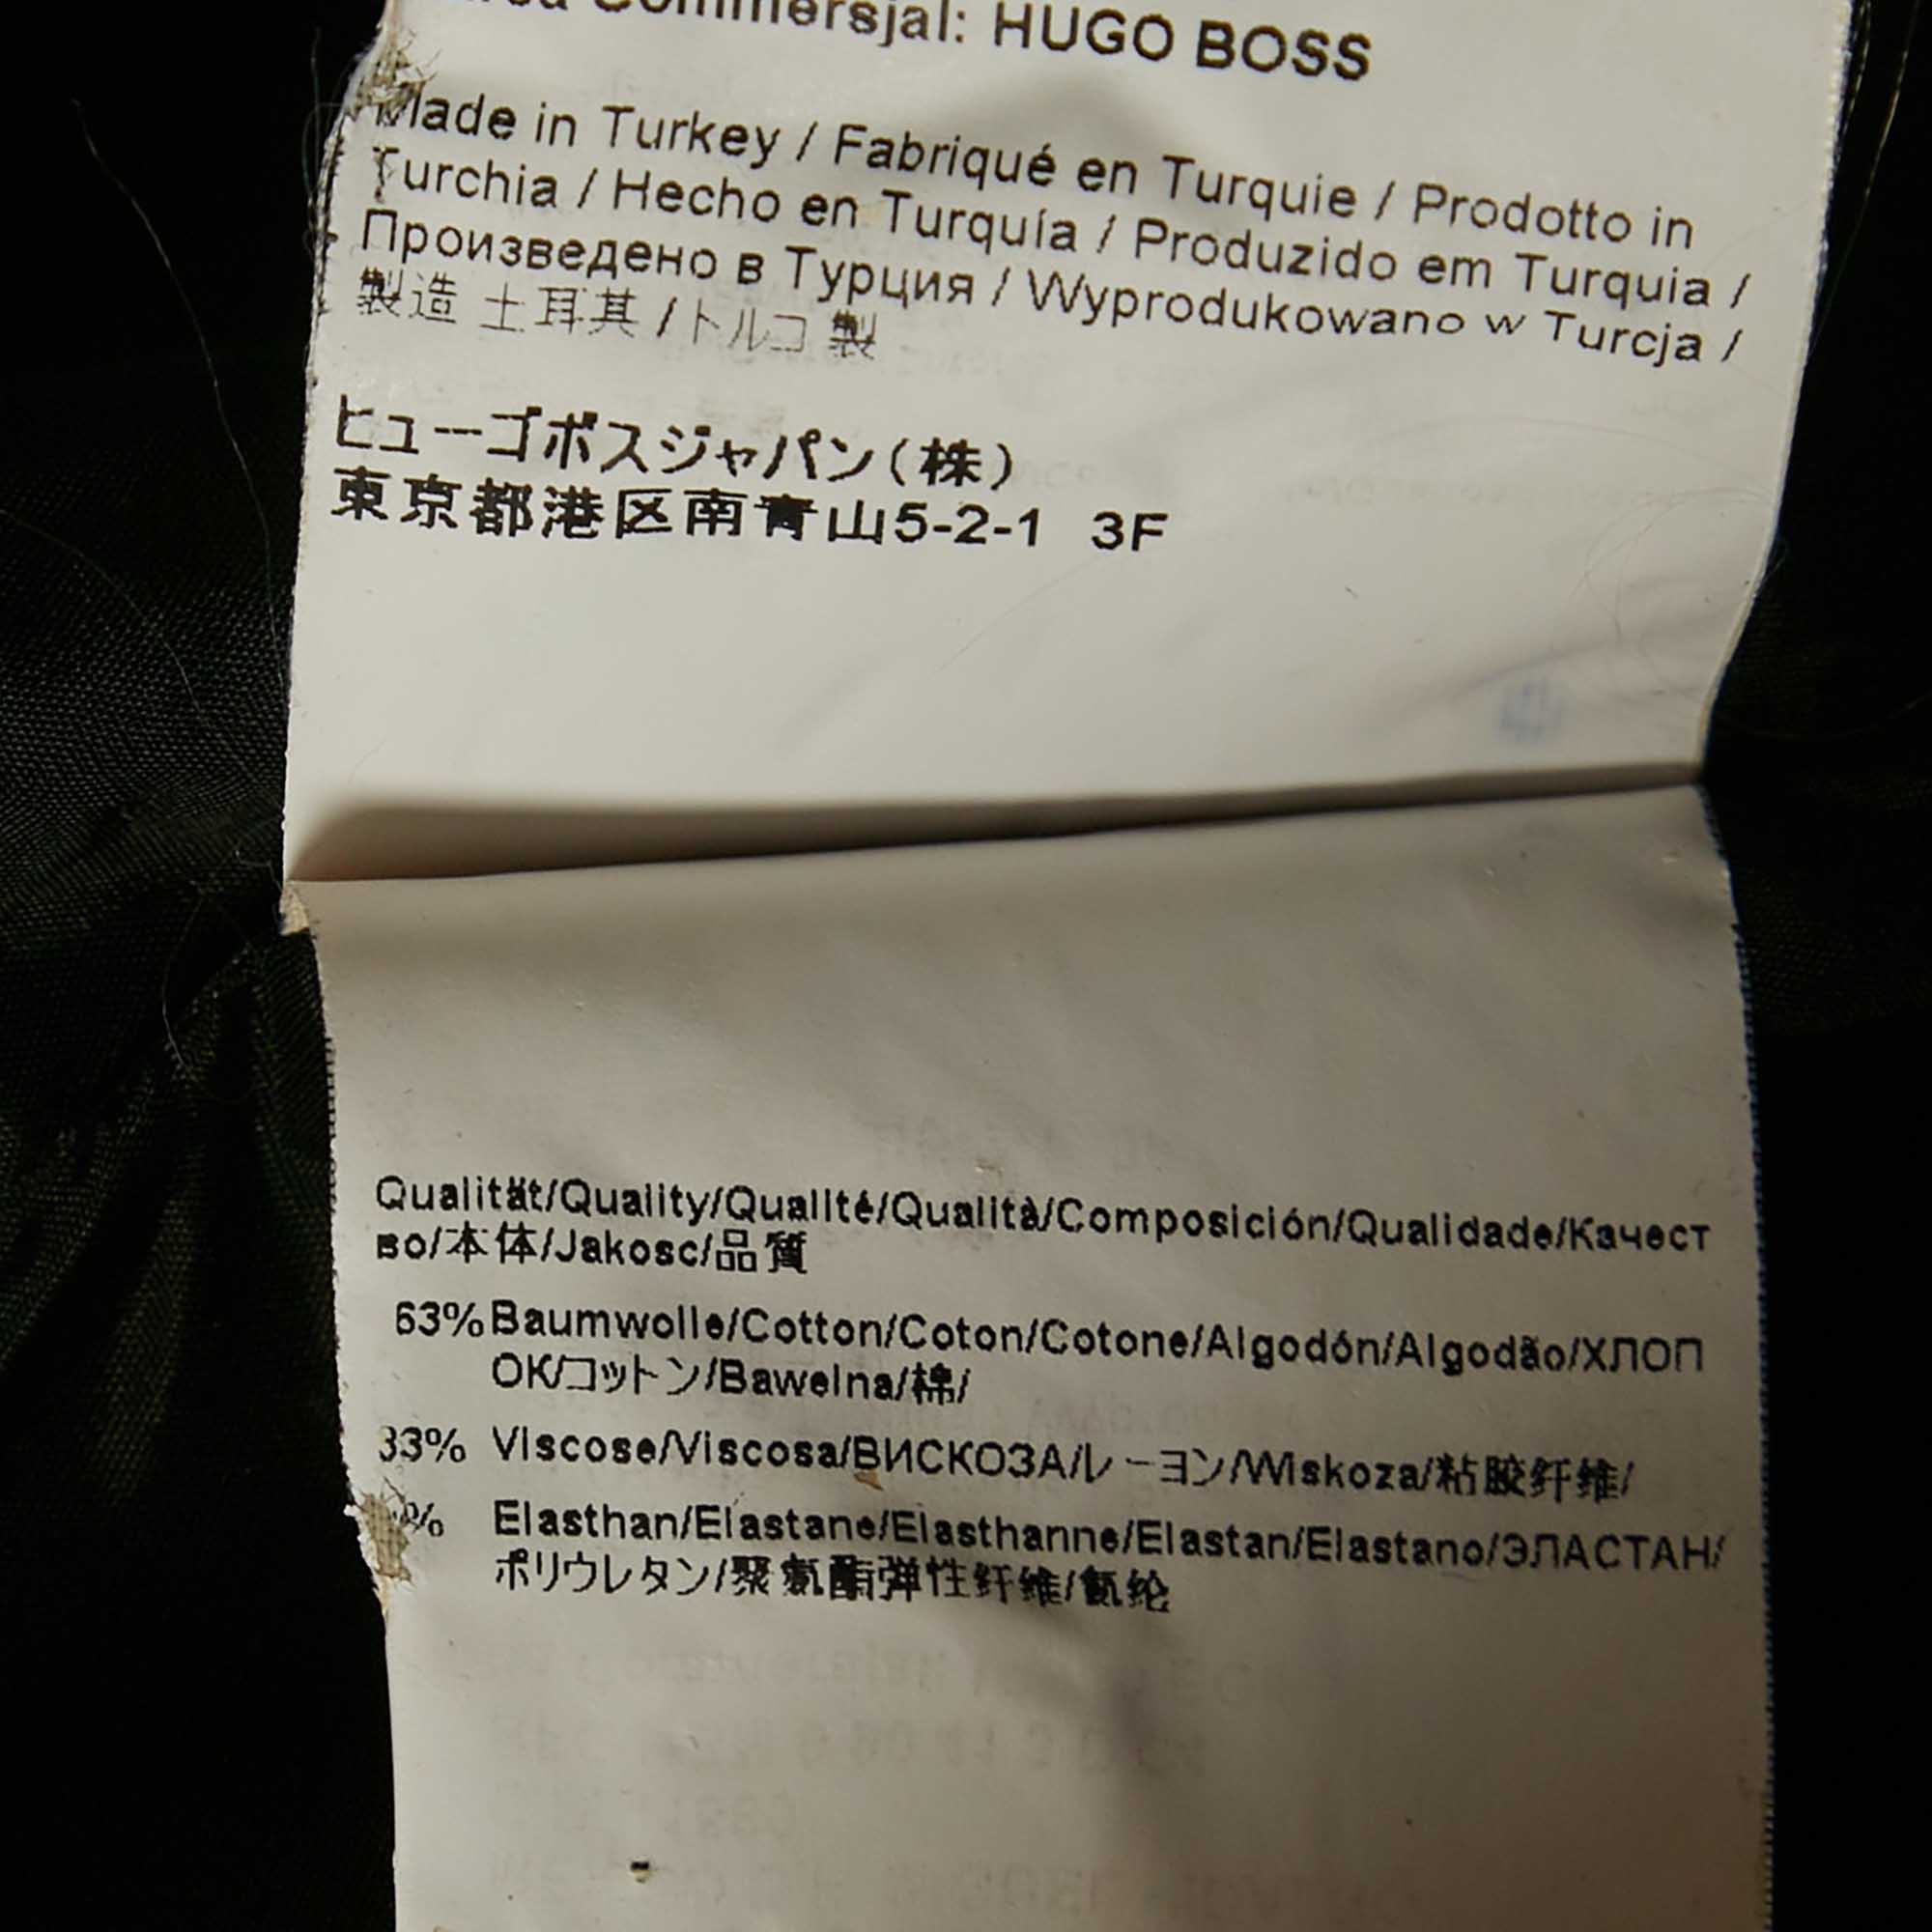 Commersjal: HUGO BOSS
Made in Turkey / Fabriqué en Turquie / Prodotto in
Turchia / Hecho en Turquía / Produzido em Turquia /
Произведено в Турция / Wyprodukowano w Turcja /
製造 土耳其 / トルコ 製
ヒューゴボスジャパン(株)
東京都港区南青山5-2-1 3F
Qualität/Quality/Qualité/Qualità/Composición/Qualidade/Качест
во/本体/Jakosc/品質
63% Baumwolle/Cotton/Coton/Cotone/Algodón/Algodão/ХЛОП
ОК/コットン/Bawelna/棉/
33% Viscose/Viscosa/ВИСКОЗА/レーヨン/Wiskoza/粘胶纤维/
% Elasthan/Elastane/Elasthanne/Elastan/Elastano/ЭЛАСТАН/
ポリウレタン/聚氨酯弹性纤维/氨纶